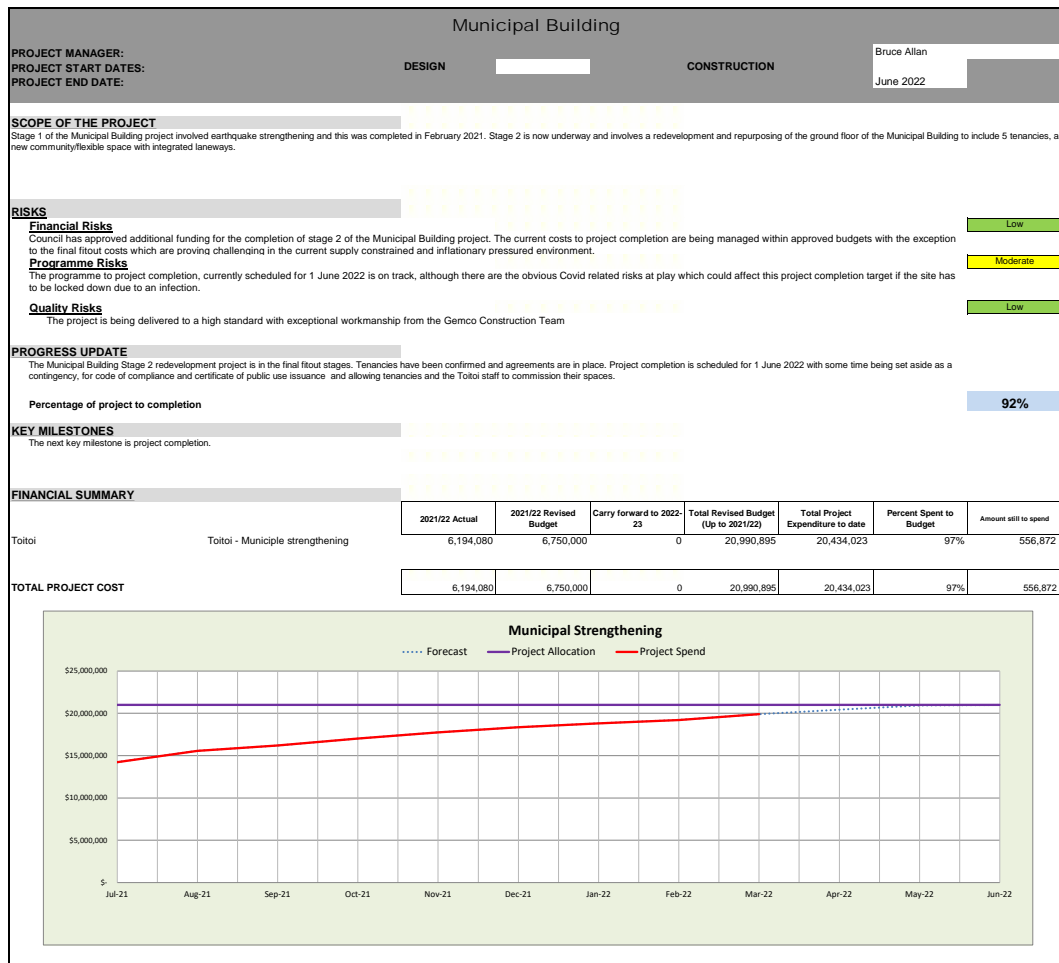 Municipal Building
PROJECT MANAGER:
Bruce Allan
PROJECT START DATES:
DESIGN
CONSTRUCTION
PROJECT END DATE:
June 2022
SCOPE OF THE PROJECT
Stage 1 of the Municipal Building project involved earthquake strengthening and this was completed in February 2021. Stage 2 is now underway and involves a redevelopment and repurposing of the ground floor of the Municipal Building to include 5 tenancies, a
new community/flexible space with integrated laneways.
RISKS
Financial Risks
Low
Council has approved additional funding for the completion of stage 2 of the Municipal Building project. The current costs to project completion are being managed within approved budgets with the exception
to the final fitout costs which are proving challenging in the current supply constrained and inflationary pressured environment.
Programme Risks
Moderate
The programme to project completion, currently scheduled for 1 June 2022 is on track, although there are the obvious Covid related risks at play which could affect this project completion target if the site has
to be locked down due to an infection.
Quality Risks
Low
The project is being delivered to a high standard with exceptional workmanship from the Gemco Construction Team
PROGRESS UPDATE
The Municipal Building Stage 2 redevelopment project is in the final fitout stages. Tenancies have been confirmed and agreements are in place. Project completion is scheduled for 1 June 2022 with some time being set aside as a
contingency, for code of compliance and certificate of public use issuance and allowing tenancies and the Toitoi staff to commission their spaces.
Percentage of project to completion
92%
KEY MILESTONES
The next key milestone is project completion.
FINANCIAL SUMMARY
2021/22 Actual
2021/22 Revised
Budget
Carry forward to 2022-
23
Total Revised Budget
(Up to 2021/22)
Total Project
Expenditure to date
Percent Spent to
Budget
Amount still to spend
Toitoi Toitoi - Municiple strengthening 6,194,080 6,750,000 0 20,990,895 20,434,023 97% 556,872
TOTAL PROJECT COST 6,194,080 6,750,000 0 20,990,895 20,434,023 97% 556,872
Municipal Strengthening
Forecast Project Allocation Project Spend
$25,000,000
$20,000,000
$15,000,000
$10,000,000
$5,000,000
$-
Jul-21 Aug-21 Sep-21 Oct-21 Nov-21 Dec-21 Jan-22 Feb-22 Mar-22 Apr-22 May-22 Jun-22